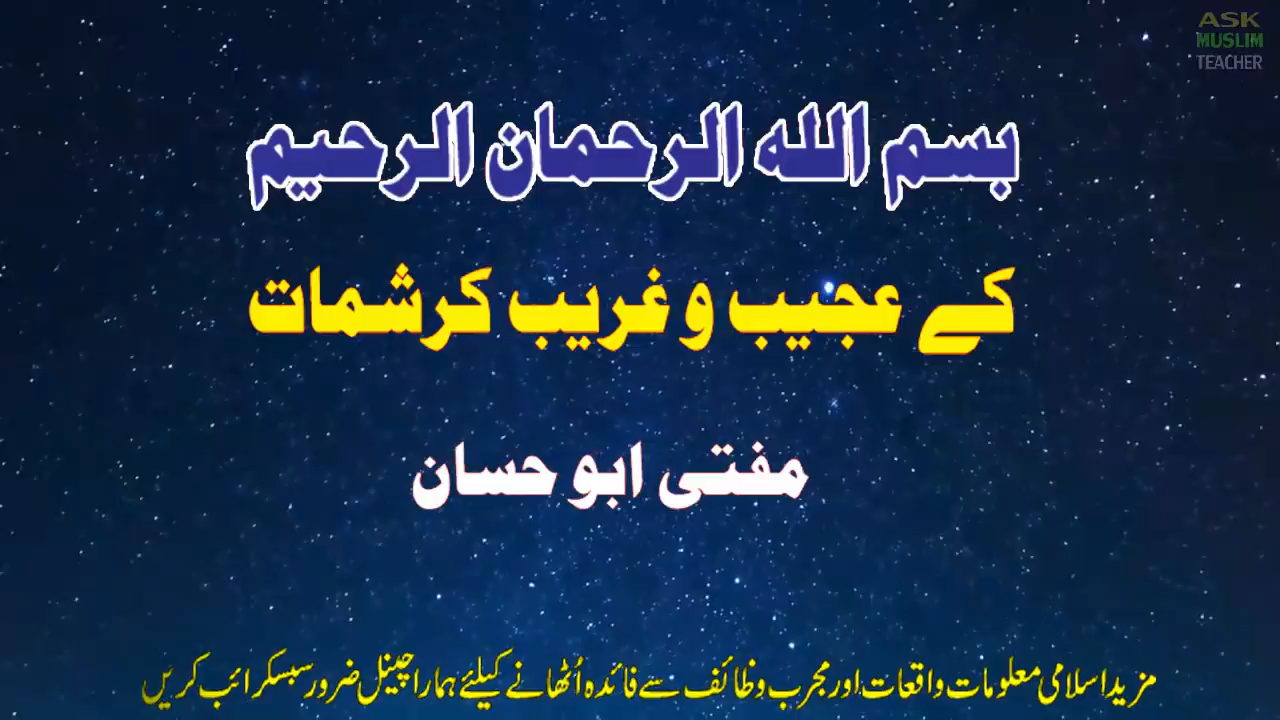 ASK
MUSLIM
TEACHER
بسم الله الرحمان الرحیم
کے عجیب و غریب کرشمات
مفتی ابو حسان
مزید اسلامی معلومات واقعات اور مجرب وظائف سے فائدہ اُٹھانے کیلئے ہمارا چینل ضرور سبسکرائب کریں